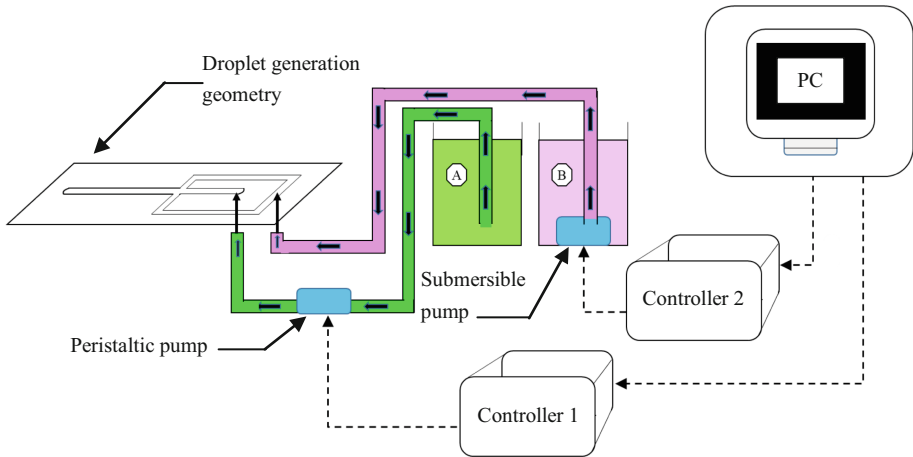 Droplet generation
geometry
PC
A
B
Submersible
pump
Controller 2
Peristaltic pump
Controller 1